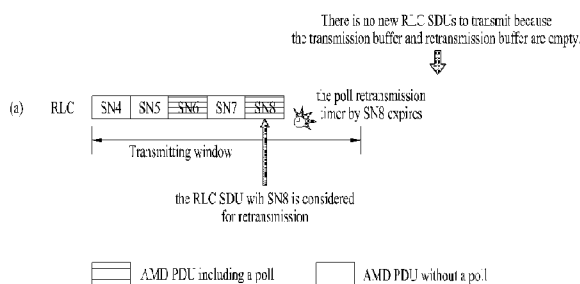 There is no new RLC SDUs to transmit because
the transmission buffer and retransmission buffer are empty.
(a) RLC SN4 SN5 SN6 SN7 SN8
the poll retransmission
timer by SN8 expires
Transmitting window
the RLC SDU wih SN8 is considered
for retransmission
AMD PDU including a poll
AMD PDU without a poll